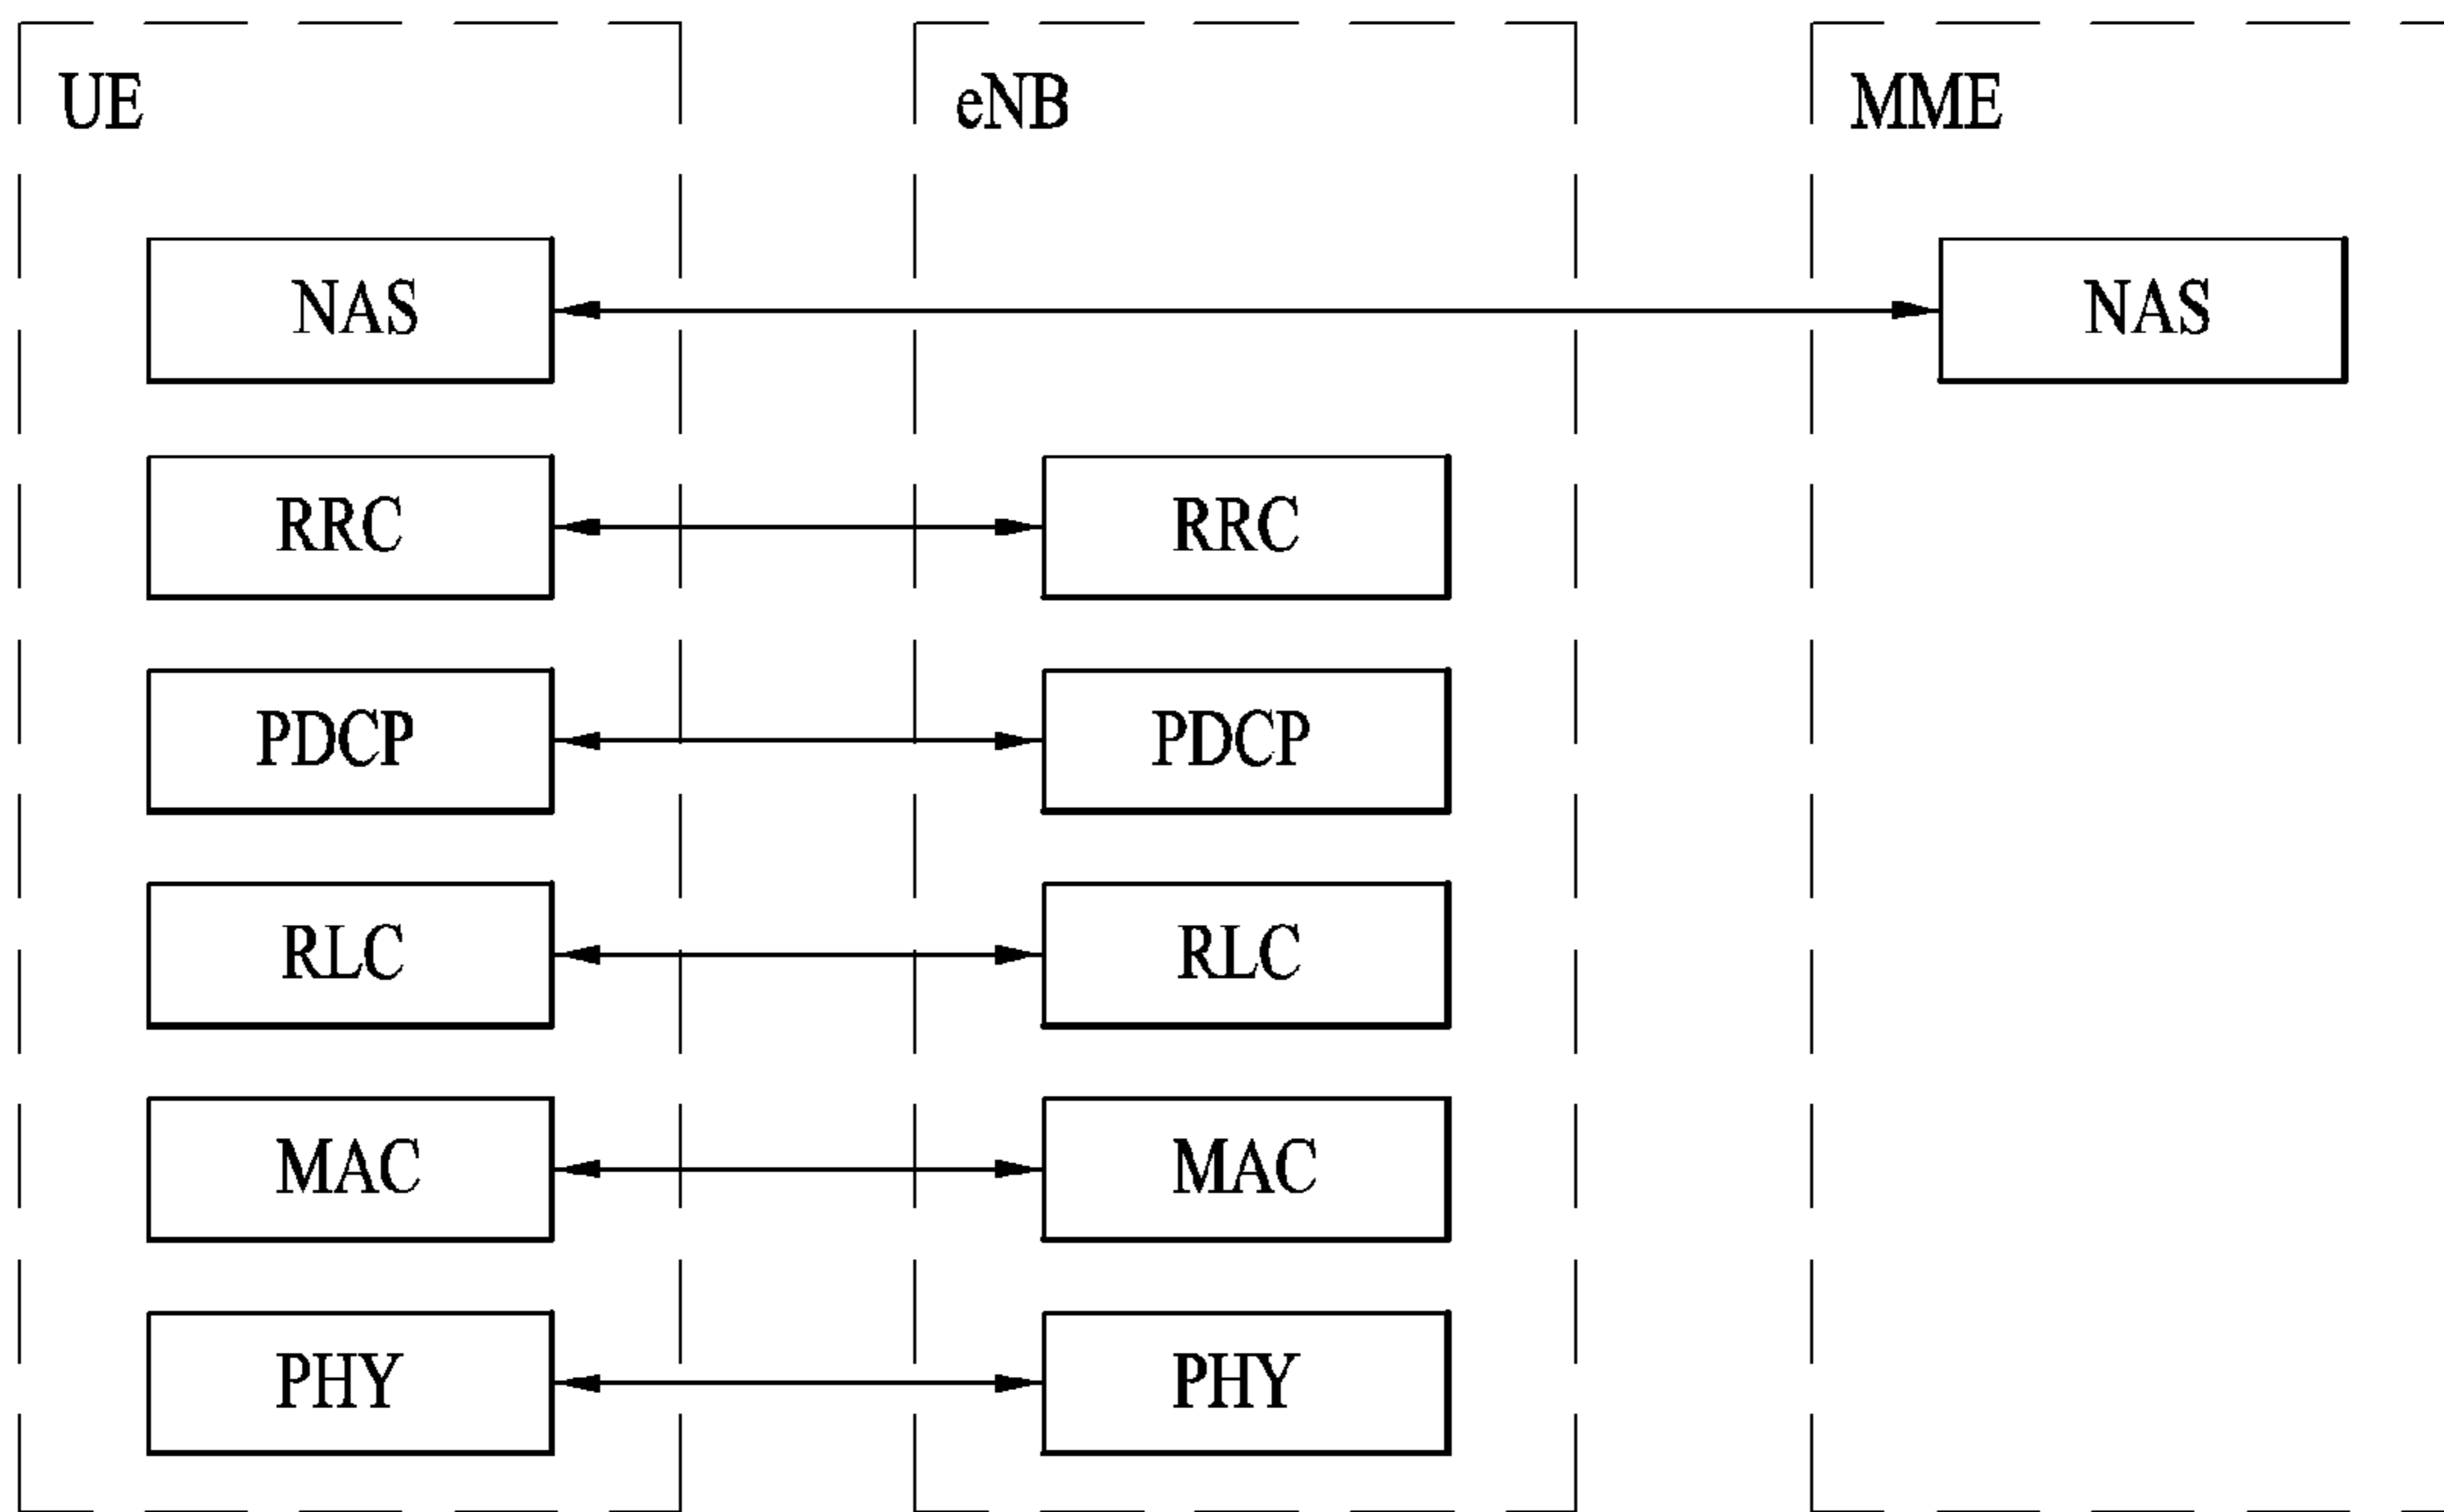 UE
eNB
MME
NAS
NAS
RRC
RRC
PDCP
PDCP
RLC
RLC
MAC
MAC
PHY
PHY